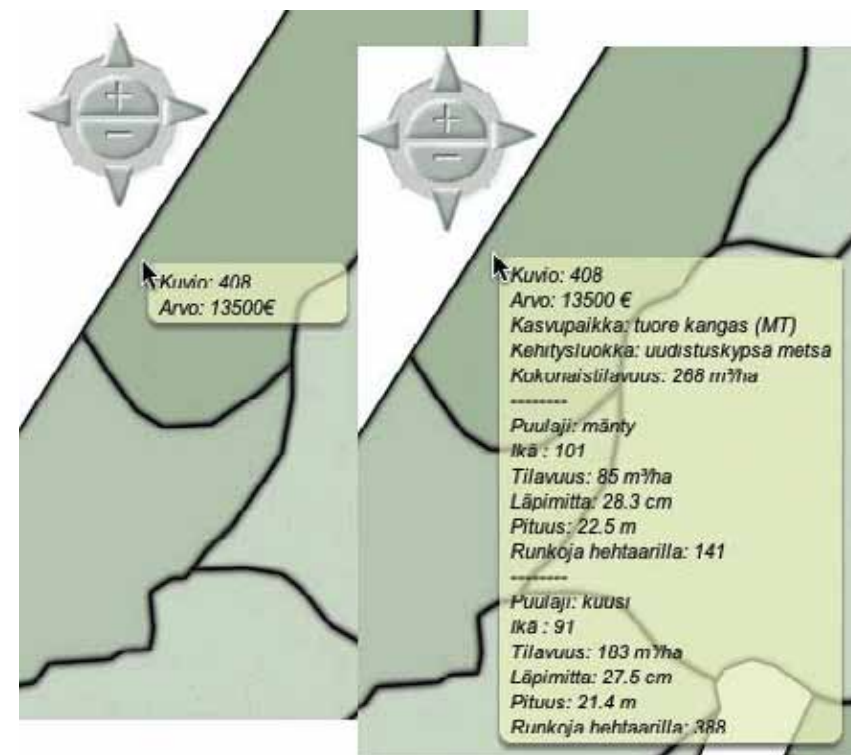 Kuvio: 408
Arvo: 13500€
Kuvio: 408
Arvo: 13500 €
Kasvupaikka: tuore kangas (MT)
Kehitysluokka: uudistuskypsä metsä
Kokonaistilavuus: 268 m³/ha
--------
Puulaji: mänty
Ikä : 101
Tilavuus: 85 m³/ha
Läpimitta: 28.3 cm
Pituus: 22.5 m
Runkoja hehtaarilla: 141
--------
Puulaji: kuusi
Ikä : 91
Tilavuus: 183 m³/ha
Läpimitta: 27.5 cm
Pituus: 21.4 m
Runkoja hehtaarilla: 388